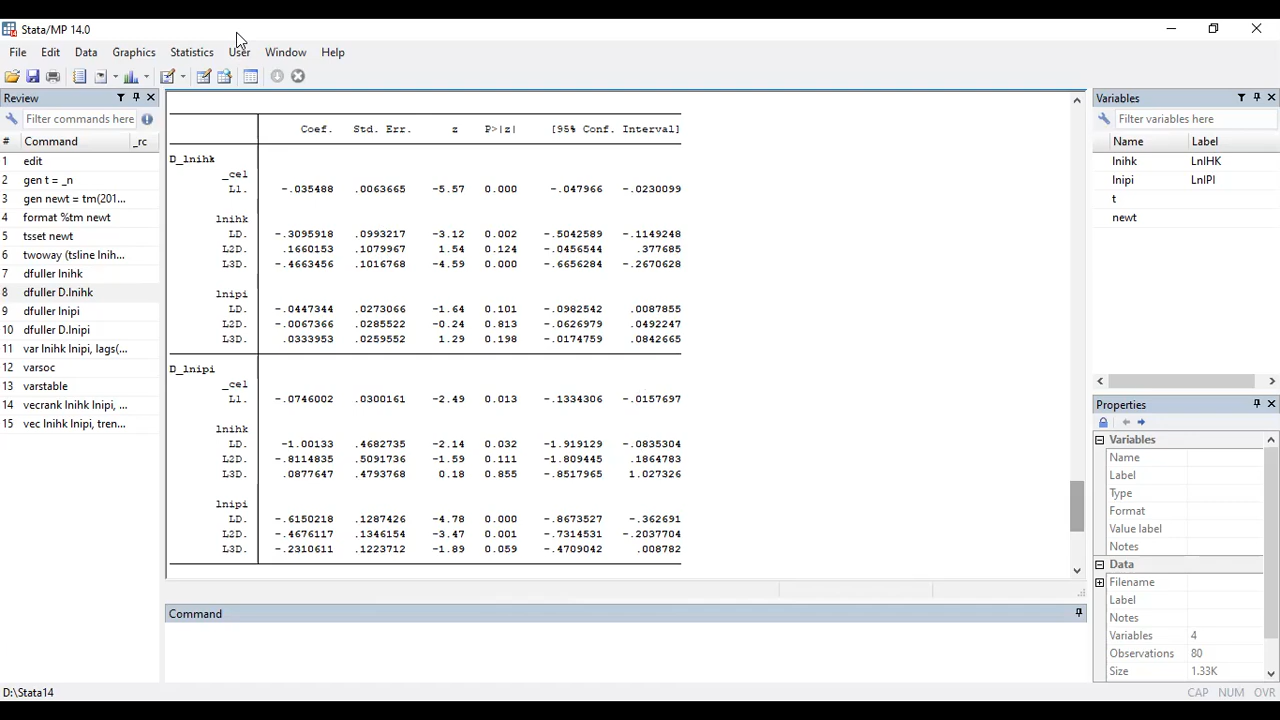 Stata/MP 14.0
File Edit Data Graphics Statistics User Window Help
Review
Filter commands here
# Command _rc
1 edit
2 gen t = _n
3 gen newt = tm(201...
4 format %tm newt
5 tsset newt
6 twoway (tsline lnih...
7 dfuller lnihk
8 dfuller D.lnihk
9 dfuller lnipi
10 dfuller D.lnipi
11 var lnihk lnipi, lags(...
12 varsoc
13 varstable
14 vecrank lnihk lnipi, ...
15 vec lnihk lnipi, tren...
Coef. Std. Err. z P>|z| [95% Conf. Interval]
D_lnihk
_ce1
L1. -.035488 .0063665 -5.57 0.000 -.047966 -.0230099
lnihk
LD. -.3095918 .0993217 -3.12 0.002 -.5042589 -.1149248
L2D. .1660153 .1079967 1.54 0.124 -.0456544 .377685
L3D. -.4663456 .1016768 -4.59 0.000 -.6656284 -.2670628
lnipi
LD. -.0447344 .0273066 -1.64 0.101 -.0982542 .0087855
L2D. -.0067366 .0285522 -0.24 0.813 -.0626979 .0492247
L3D. .0333953 .0259552 1.29 0.198 -.0174759 .0842665
D_lnipi
_ce1
L1. -.0746002 .0300161 -2.49 0.013 -.1334306 -.0157697
lnihk
LD. -1.00133 .4682735 -2.14 0.032 -1.919129 -.0835304
L2D. -.8114835 .5091736 -1.59 0.111 -1.809445 .1864783
L3D. .0877647 .4793768 0.18 0.855 -.8517965 1.027326
lnipi
LD. -.6150218 .1287426 -4.78 0.000 -.8673527 -.362691
L2D. -.4676117 .1346154 -3.47 0.001 -.7314531 -.2037704
L3D. -.2310611 .1223712 -1.89 0.059 -.4709042 .008782
Command
Variables
Filter variables here
Name Label
lnihk LnIHK
lnipi LnIPI
t
newt
Properties
Variables
Name
Label
Type
Format
Value label
Notes
Data
Filename
Label
Notes
Variables 4
Observations 80
Size 1.33K
D:\Stata14
CAP NUM OVR